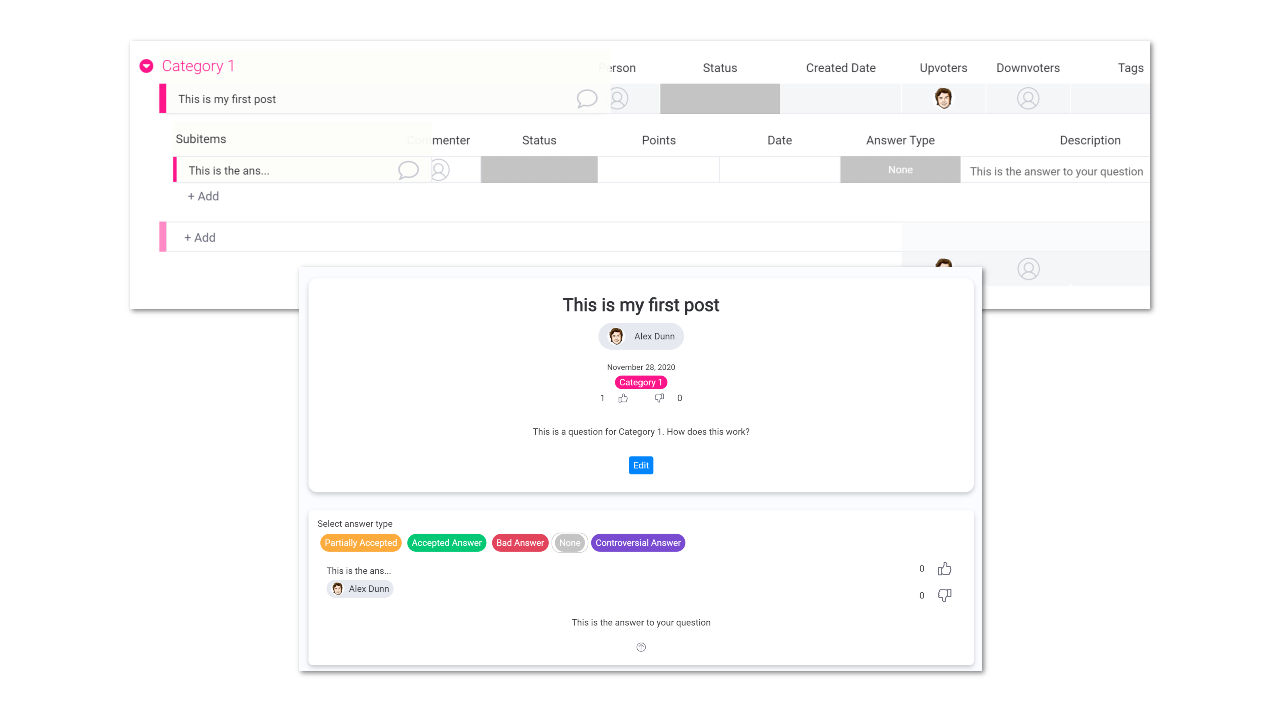 Category 1
erson Status Created Date Upvoters Downvoters Tags
This is my first post
Subitems Commenter Status Points Date Answer Type Description
This is the ans... None This is the answer to your question
+ Add
+ Add
This is my first post
Alex Dunn
November 28, 2020
Category 1
1 0
This is a question for Category 1. How does this work?
Edit
Select answer type
Partially Accepted Accepted Answer Bad Answer None Controversial Answer
This is the ans... 0
Alex Dunn 0
This is the answer to your question